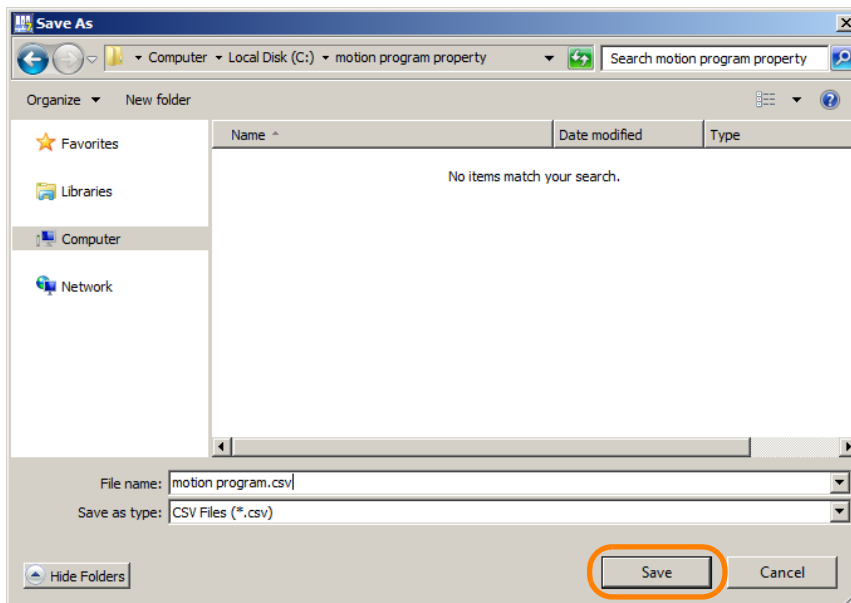 Save As
Computer Local Disk (C:) motion program property Search motion program property
Organize New folder
Name Date modified Type
Favorites
No items match your search.
Libraries
Computer
Network
File name: motion program.csv
Save as type: CSV Files (*.csv)
Hide Folders Save Cancel